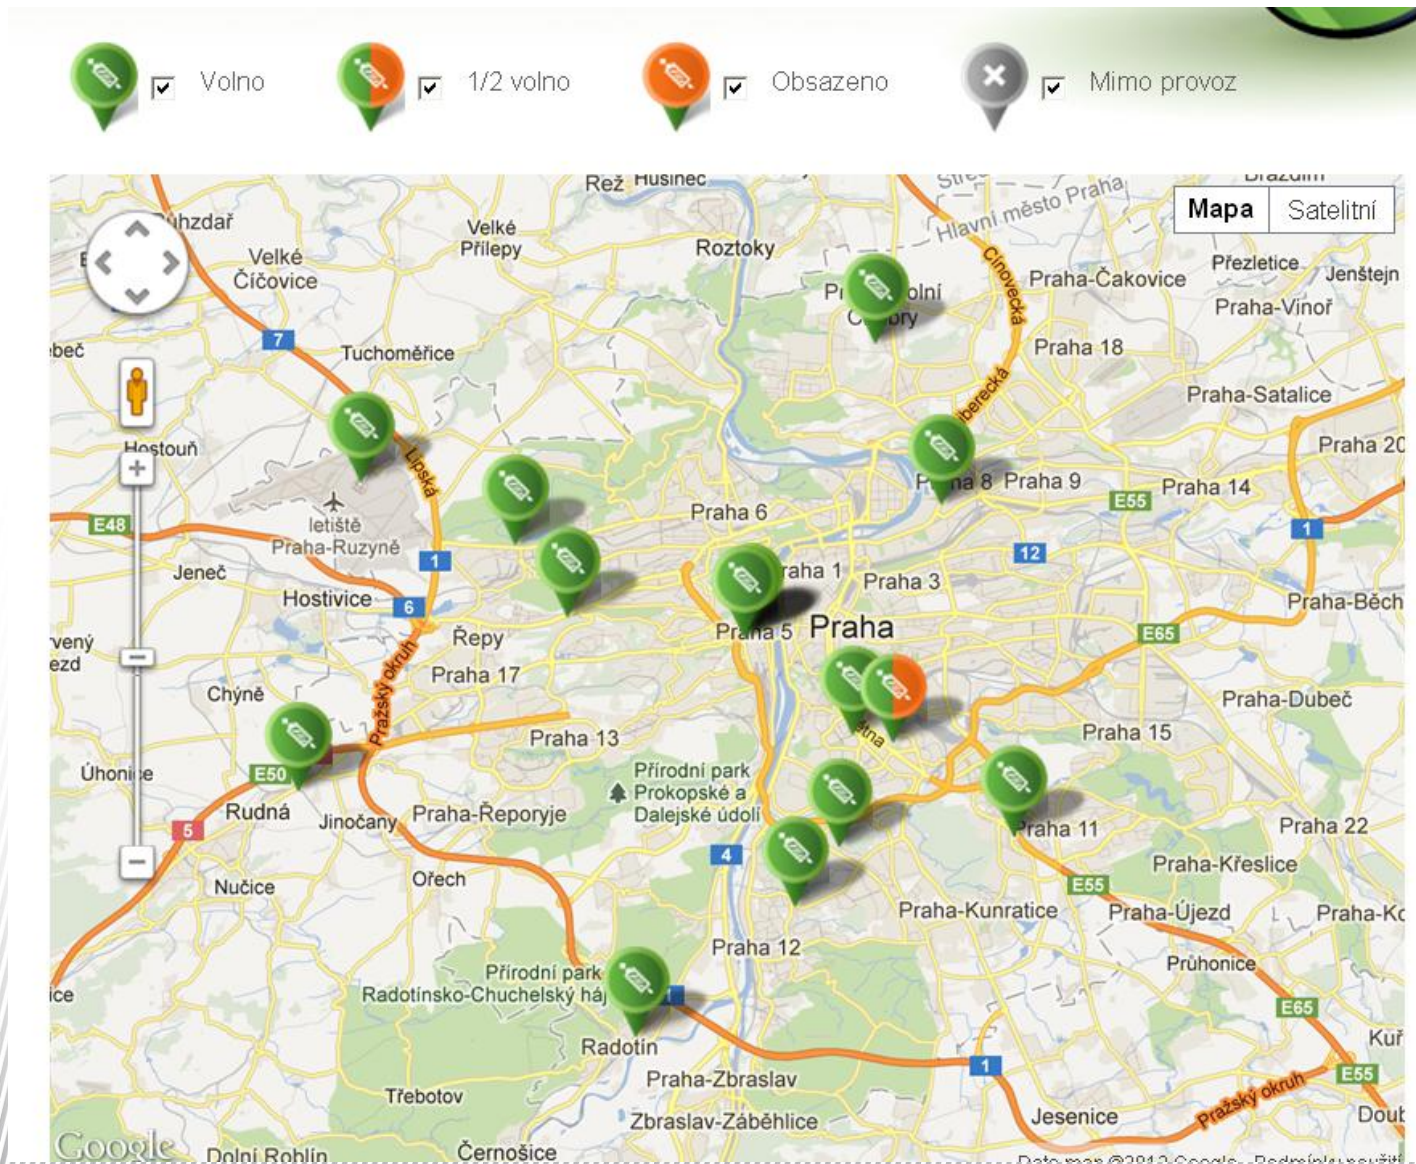 Volno
1/2 volno
Obsazeno
Mimo provoz
Řež Husinec
Hlavní město Praha
Mapa
Satelitní
Velké
Přílepy
Roztoky
Velké
Číčovice
Cínovecká
Praha-Čakovice
Přezletice
Jenštejn
Praha-Vinoř
7
Tuchoměřice
Praha 18
Praha-Satalice
Hostouň
Lipská
Praha 20
Praha 9
Praha 14
E55
Praha 6
E48
letiště
Praha-Ruzyně
1
12
1
Jeneč
Praha 3
Hostivice
6
Praha-Běch
Praha 5
Praha
E65
Řepy
Praha 17
Pražský okruh
Chýně
Praha-Dubeč
Praha 13
Praha 15
Úhonice
E50
Přírodní park
Prokopské a
Dalejské údolí
Rudná
Jinočany
Praha-Řeporyje
5
Praha 11
Praha 22
4
Praha-Křeslice
Nučice
Ořech
E55
Praha-Kunratice
Praha-Újezd
Praha 12
Průhonice
Přírodní park
Radotínsko-Chuchelský háj
E65
Radotín
1
Praha-Zbraslav
E55
Třebotov
Pražský okruh
Zbraslav-Záběhlice
Jesenice
Google
Dolní Roblín
Černošice